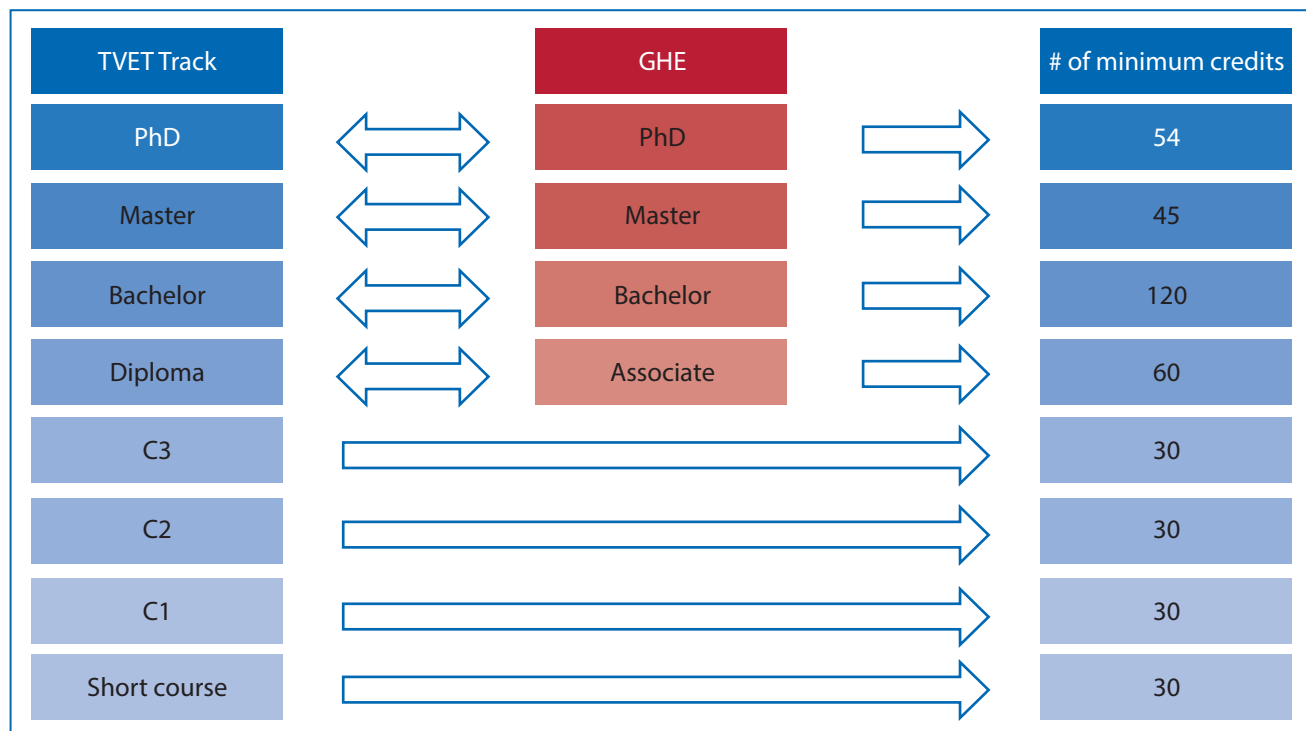 TVET Track GHE # of minimum credits
PhD PhD 54
Master Master 45
Bachelor Bachelor 120
Diploma Associate 60
C3 30
C2 30
C1 30
Short course 30